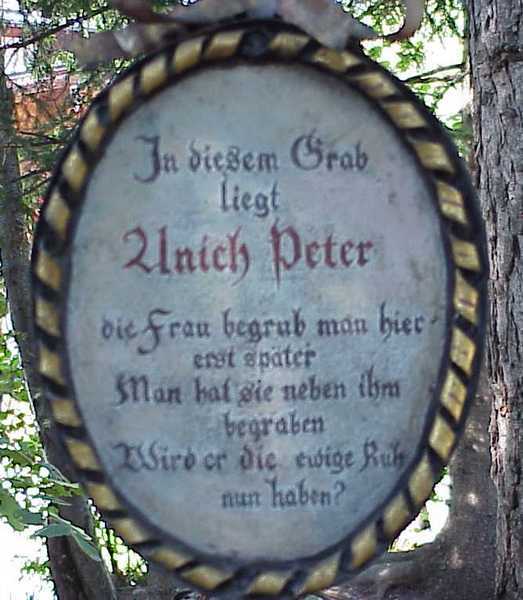 In diesem Grab
liegt
Unich Peter
die Frau begrub man hier
erst später
Man hat sie neben ihm
begraben
Wird er die ewige Ruh
nun haben?